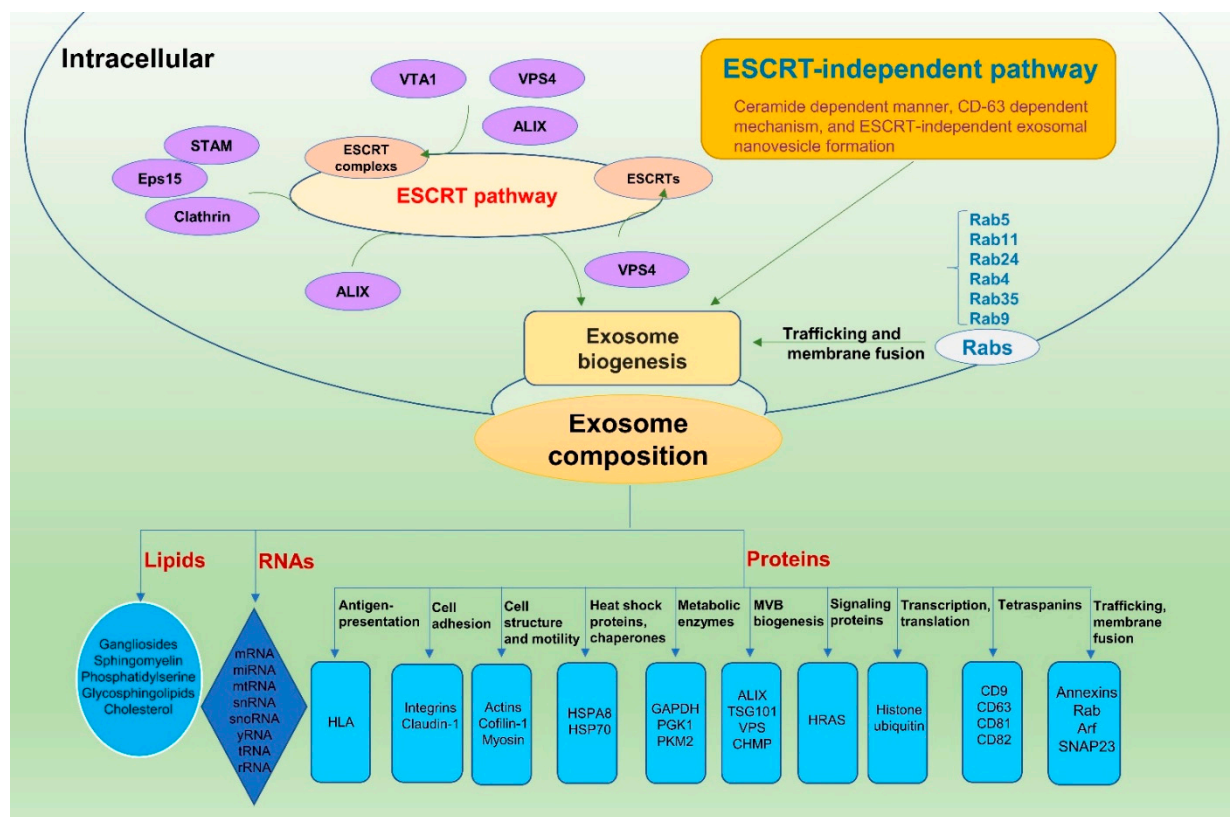 Intracellular
VTA1
VPS4
ALIX
STAM
Eps15
Clathrin
ESCRT
complexs
ESCRT pathway
ESCRTs
ALIX
VPS4
ESCRT-independent pathway
Ceramide dependent manner, CD-63 dependent
mechanism, and ESCRT-independent exosomal
nanovesicle formation
Rab5
Rab11
Rab24
Rab4
Rab35
Rab9
Rabs
Trafficking and
membrane fusion
Exosome
biogenesis
Exosome
composition
Lipids
RNAs
Proteins
Gangliosides
Sphingomyelin
Phosphatidylserine
Glycosphingolipids
Cholesterol
mRNA
miRNA
mtRNA
snRNA
snoRNA
yRNA
tRNA
rRNA
Antigen-
presentation
HLA
Cell
adhesion
Integrins
Claudin-1
Cell
structure
and motility
Actins
Cofilin-1
Myosin
Heat shock
proteins,
chaperones
HSPA8
HSP70
Metabolic
enzymes
GAPDH
PGK1
PKM2
MVB
biogenesis
ALIX
TSG101
VPS
CHMP
Signaling
proteins
HRAS
Transcription,
translation
Histone
ubiquitin
Tetraspanins
CD9
CD63
CD81
CD82
Trafficking,
membrane
fusion
Annexins
Rab
Arf
SNAP23